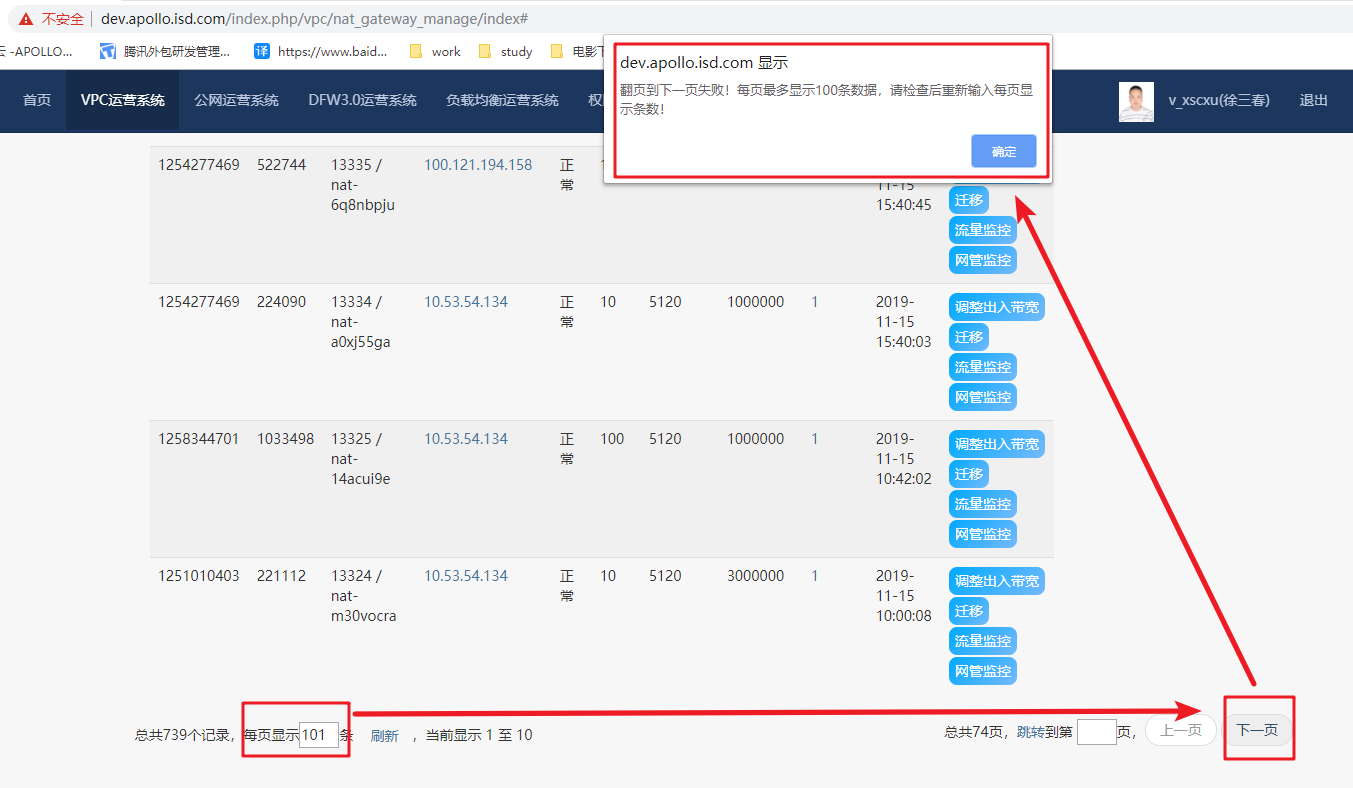 不安全 dev.apollo.isd.com/index.php/vpc/nat_gateway_manage/index#
云 -APOLLO... 腾讯外包研发管理... 译 https://www.baid... work study 电影下
首页 VPC运营系统 公网运营系统 DFW3.0运营系统 负载均衡运营系统 v_xscxu(徐三春) 退出
dev.apollo.isd.com 显示
翻页到下一页失败！每页最多显示100条数据，请检查后重新输入每页显
示条数！
确定
1254277469 522744 13335 / 100.121.194.158 正
nat- 常 11-15
6q8nbpju 15:40:45
迁移
流量监控
网管监控
1254277469 224090 13334 / 10.53.54.134 正 10 5120 1000000 1 2019-
nat- 常 11-15
a0xj55ga 15:40:03
调整出入带宽
迁移
流量监控
网管监控
1258344701 1033498 13325 / 10.53.54.134 正 100 5120 1000000 1 2019-
nat- 常 11-15
14acui9e 10:42:02
调整出入带宽
迁移
流量监控
网管监控
1251010403 221112 13324 / 10.53.54.134 正 10 5120 3000000 1 2019-
nat- 常 11-15
m30vocra 10:00:08
调整出入带宽
迁移
流量监控
网管监控
总共739个记录，每页显示 101 条 刷新 ，当前显示 1 至 10 总共74页，跳转到第 页， 上一页 下一页